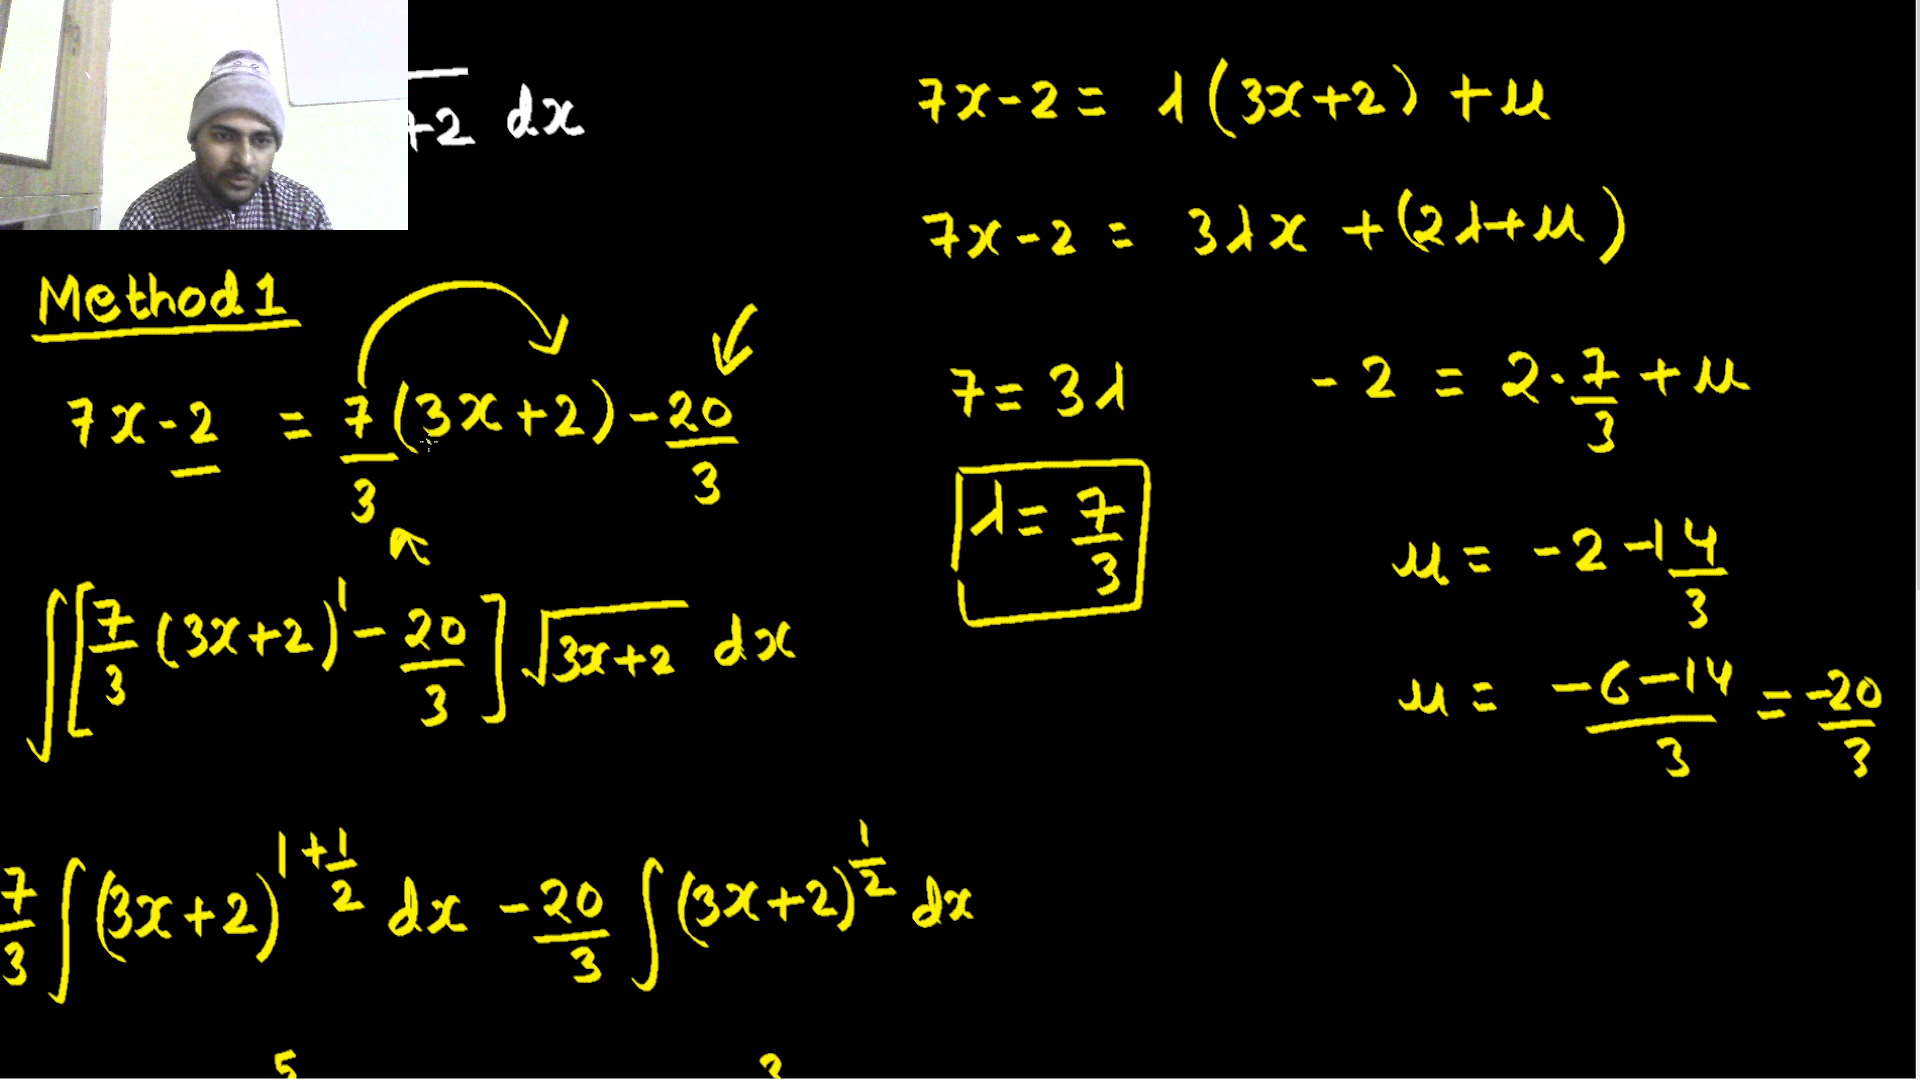 +2 dx
Method 1
7x - 2 = 7/3 (3x+2) - 20/3
∫[7/3 (3x+2)^1 - 20/3] √(3x+2) dx
7/3 ∫(3x+2)^(1+1/2) dx - 20/3 ∫(3x+2)^(1/2) dx
5 3
7x - 2 = λ(3x+2) + μ
7x - 2 = 3λx + (2λ+μ)
7 = 3λ
λ = 7/3
-2 = 2·7/3 + μ
μ = -2 - 14/3
μ = (-6-14)/3 = -20/3